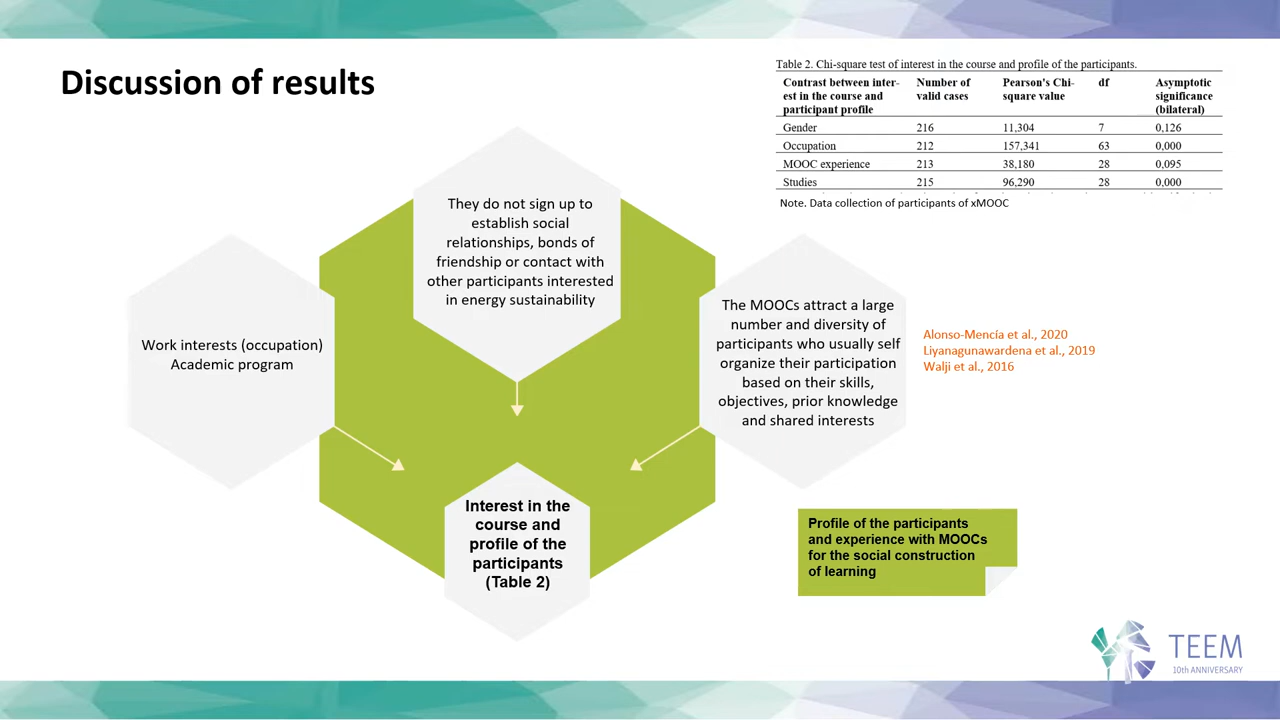 Discussion of results
Table 2. Chi-square test of interest in the course and profile of the participants.
Contrast between inter- Number of Pearson's Chi- df Asymptotic
est in the course and valid cases square value significance
participant profile (bilateral)
Gender 216 11,304 7 0,126
Occupation 212 157,341 63 0,000
MOOC experience 213 38,180 28 0,095
Studies 215 96,290 28 0,000
Note. Data collection of participants of xMOOC
They do not sign up to
establish social
relationships, bonds of
friendship or contact with
other participants interested
in energy sustainability
Work interests (occupation)
Academic program
The MOOCs attract a large
number and diversity of
participants who usually self
organize their participation
based on their skills,
objectives, prior knowledge
and shared interests
Alonso-Mencía et al., 2020
Liyanagunawardena et al., 2019
Walji et al., 2016
Interest in the
course and
profile of the
participants
(Table 2)
Profile of the participants
and experience with MOOCs
for the social construction
of learning
TEEM
10th ANNIVERSARY